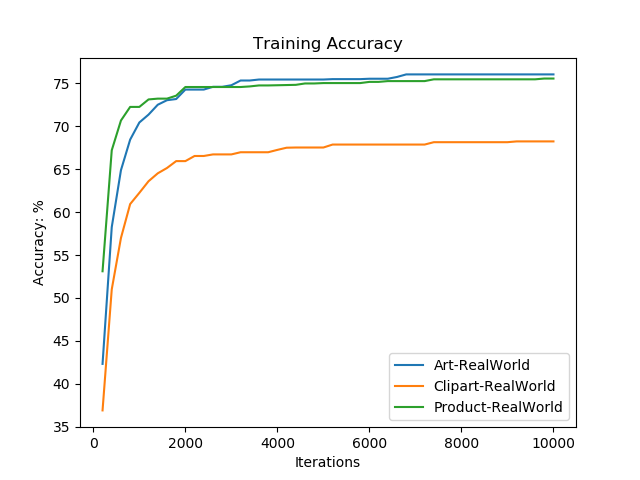 Training Accuracy
Accuracy: %
75
70
65
60
55
50
45
40
35
0
2000
4000
6000
8000
10000
Iterations
Art-RealWorld
Clipart-RealWorld
Product-RealWorld